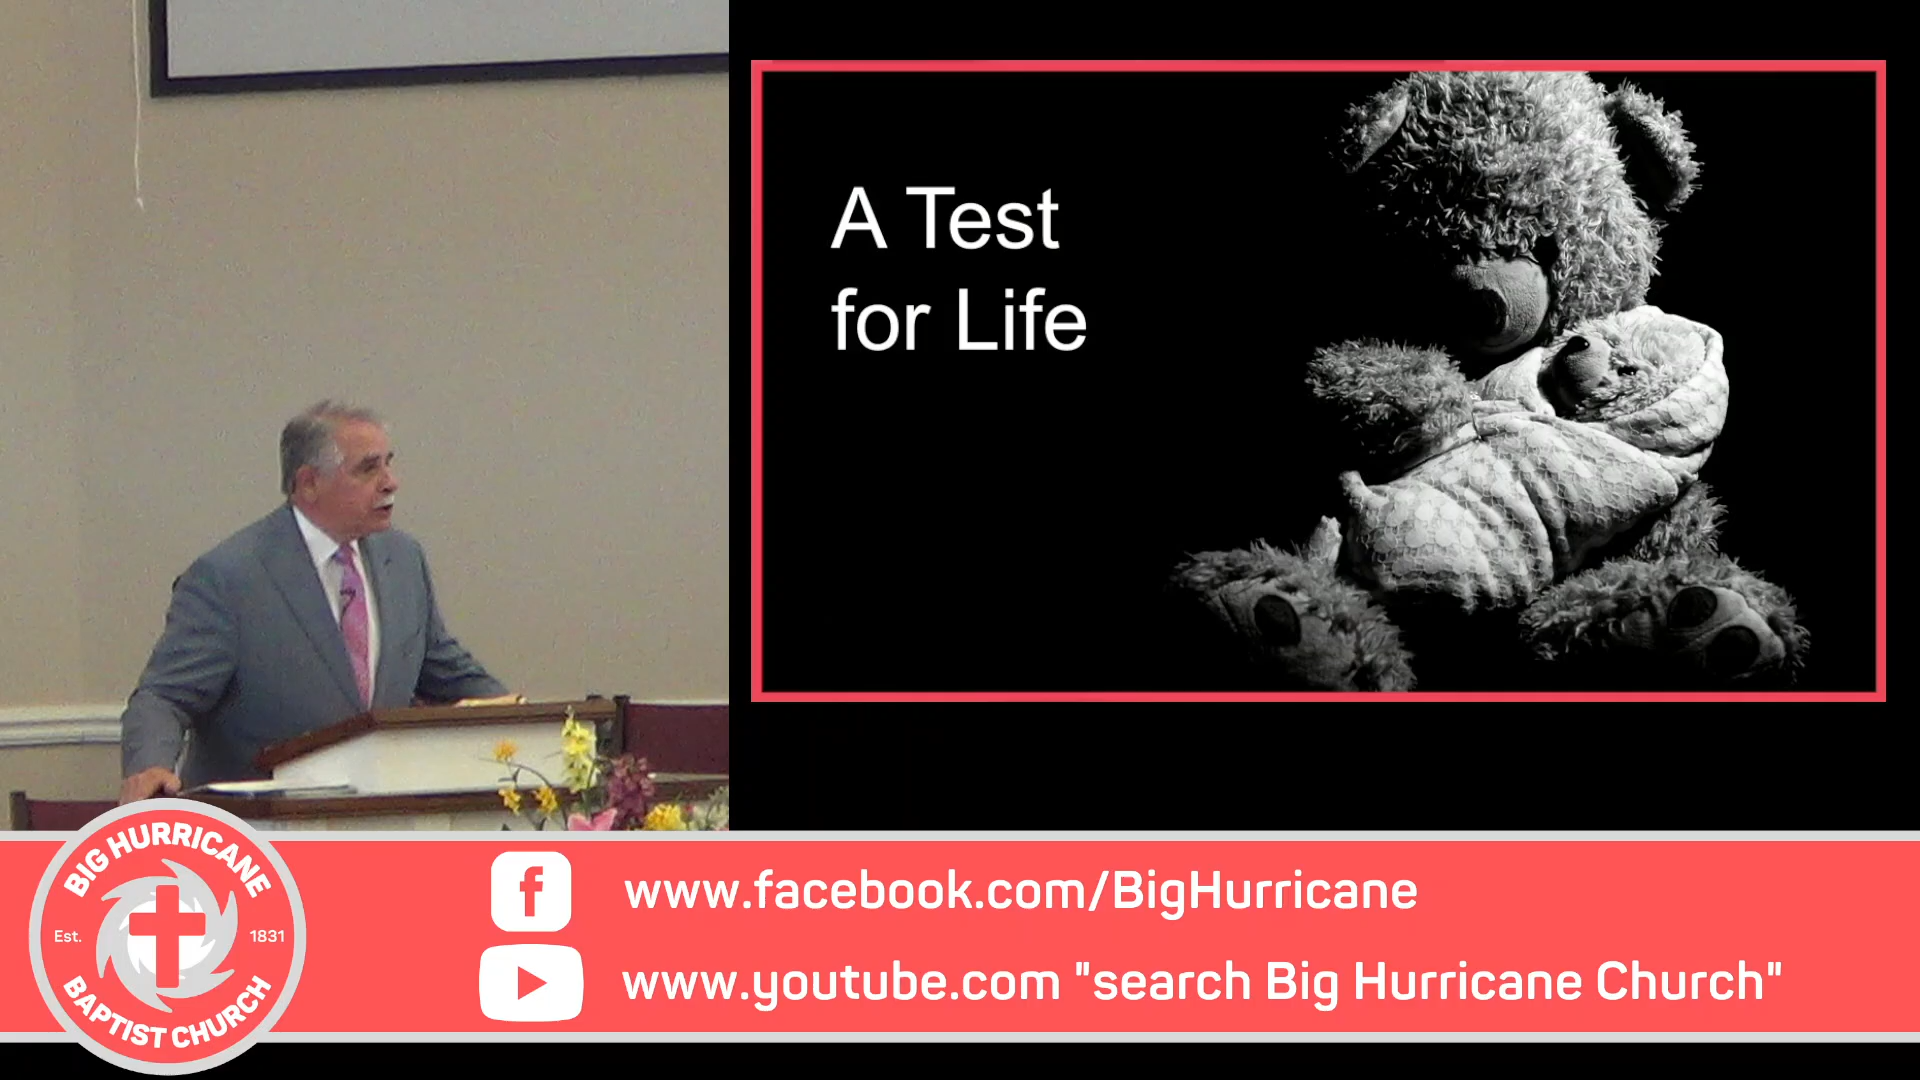 A Test
for Life
BIG HURRICANE
Est. 1831
BAPTIST CHURCH
www.facebook.com/BigHurricane
www.youtube.com "search Big Hurricane Church"